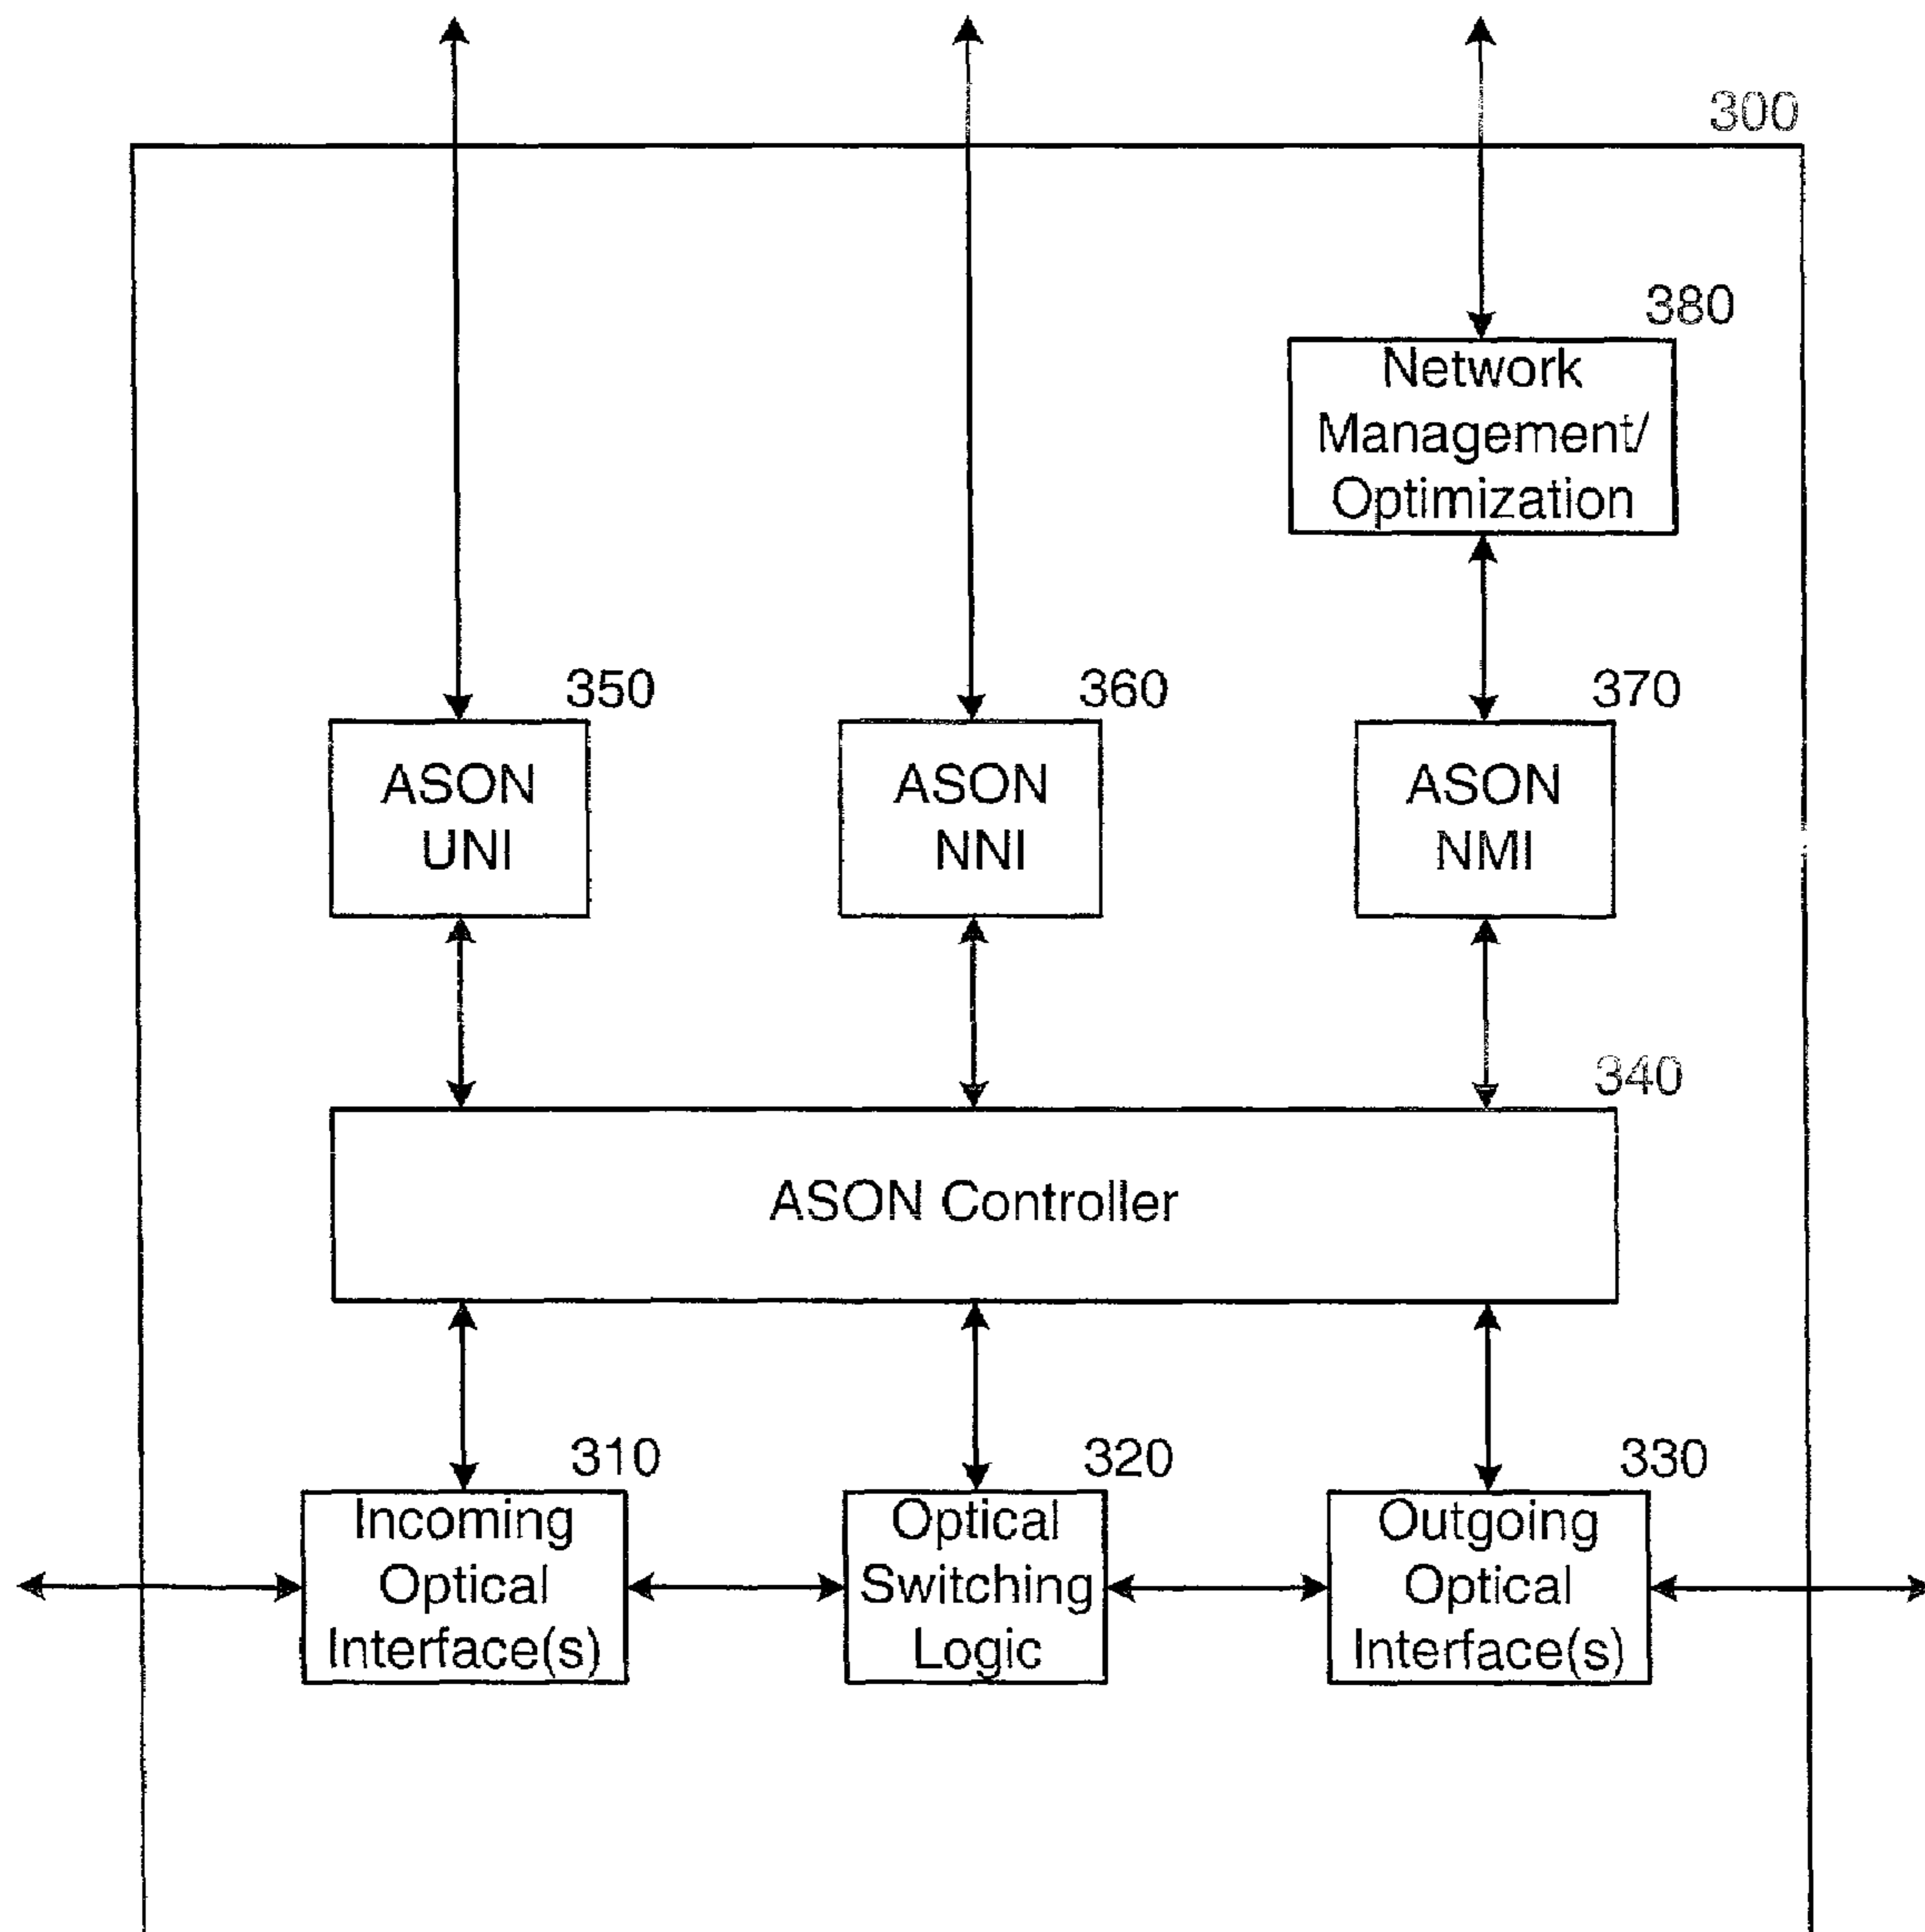 300
380
Network
Management/
Optimization
350
360
370
ASON
UNI
ASON
NNI
ASON
NMI
340
ASON Controller
310
320
330
Incoming
Optical
Interface(s)
Optical
Switching
Logic
Outgoing
Optical
Interface(s)